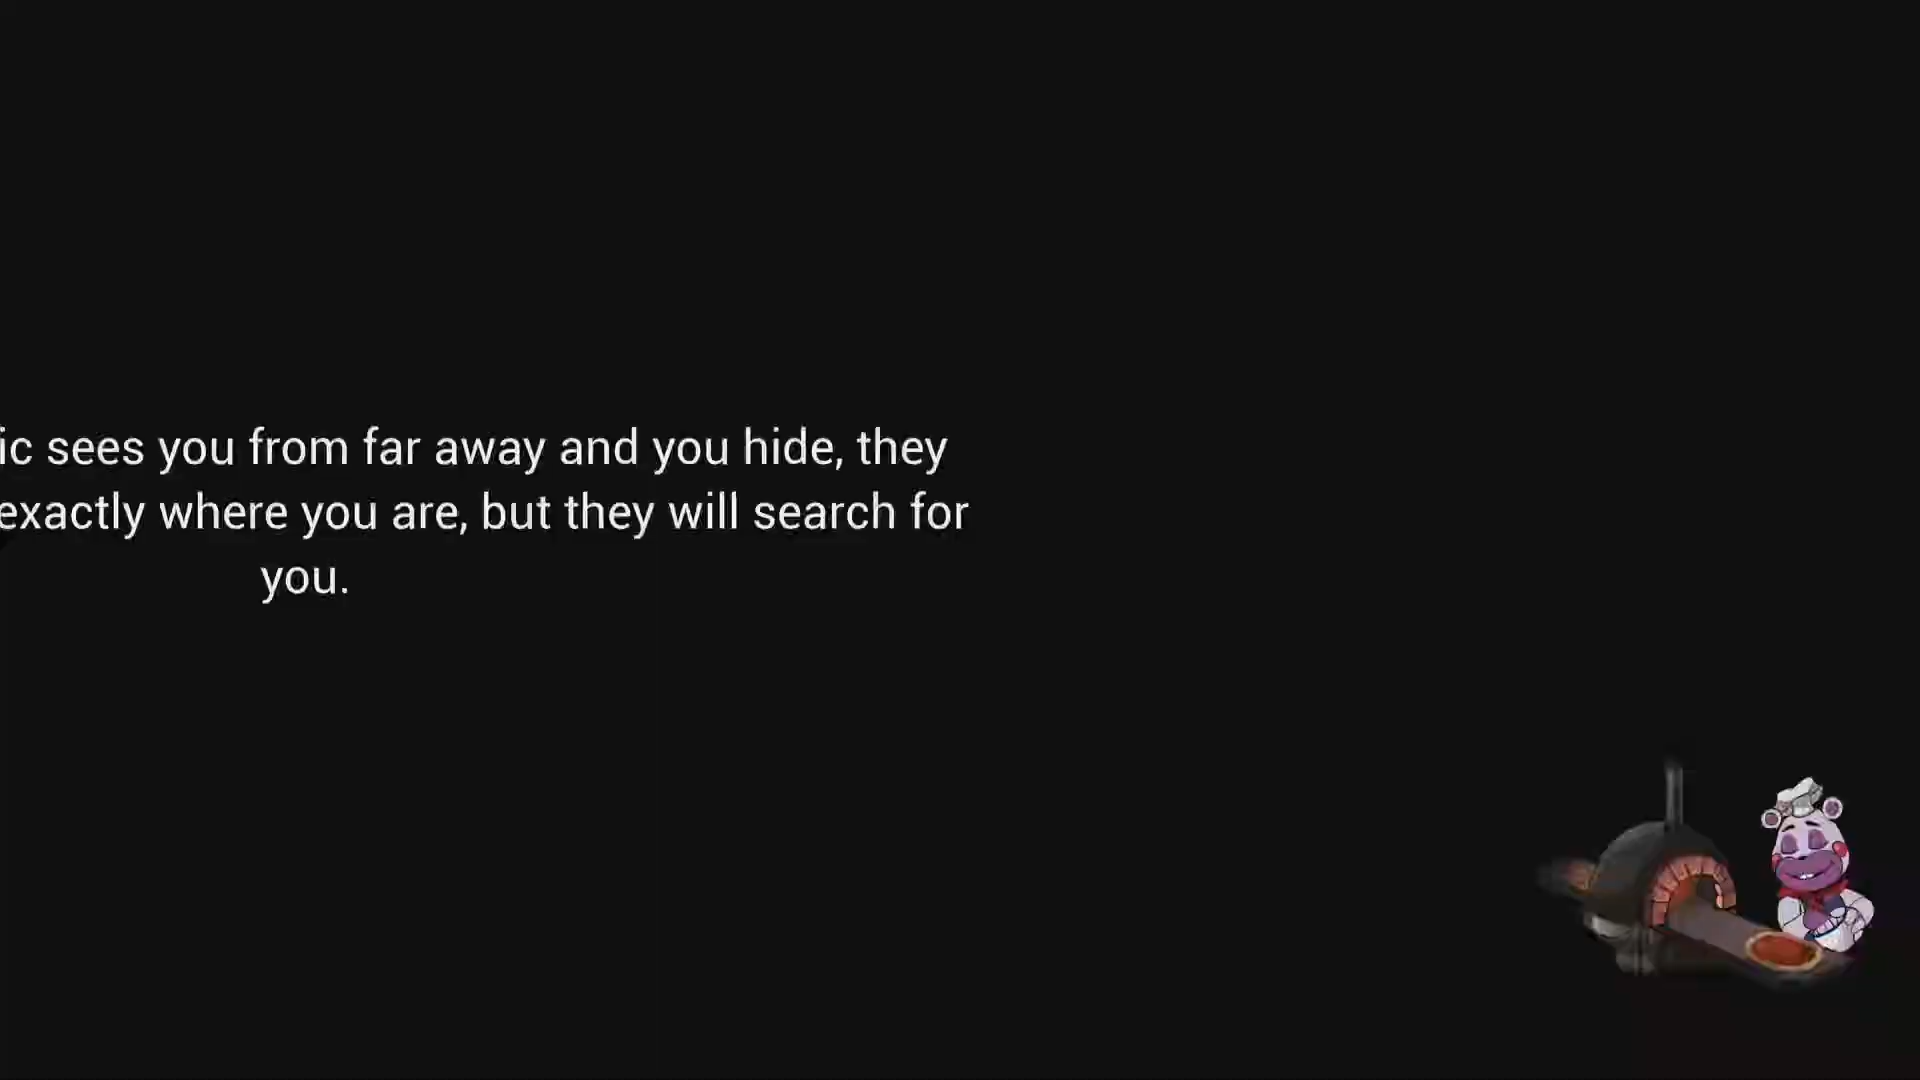 ic sees you from far away and you hide, they
exactly where you are, but they will search for
you.